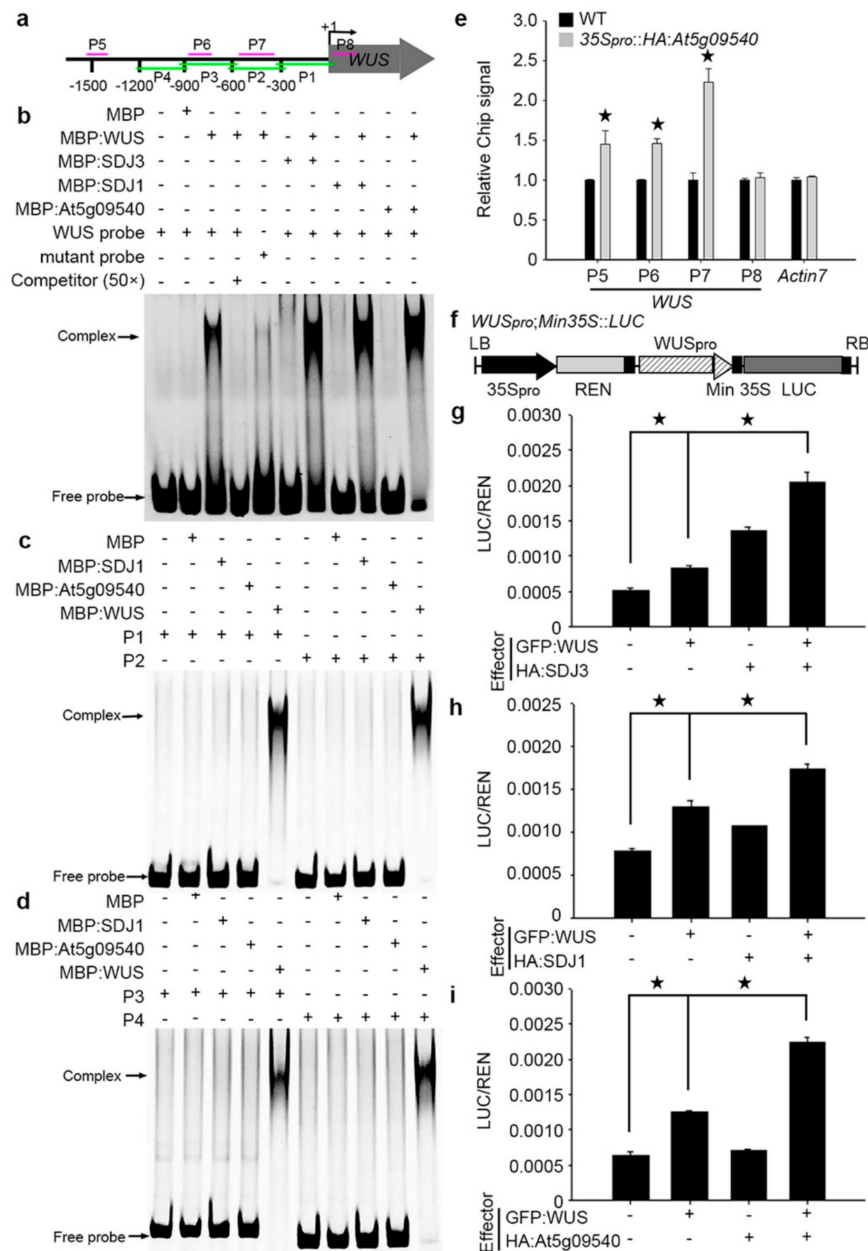 a
+1
P5 P6 P7 P8 WUS
P4 P3 P2 P1
-1500 -1200 -900 -600 -300
b
MBP - + - - - - - - - - -
MBP:WUS - - + + + - + - + - +
MBP:SDJ3 - - - - - + + - - - -
MBP:SDJ1 - - - - - - - + + - -
MBP:At5g09540 - - - - - - - - - + +
WUS probe + + + + - + + + + + +
mutant probe - - - - + - - - - - -
Competitor (50×) - - - + - - - - - - -
Complex
Free probe
c
MBP - + - - - - + - - -
MBP:SDJ1 - - + - - - - + - -
MBP:At5g09540 - - - + - - - - + -
MBP:WUS - - - - + - - - - +
P1 + + + + + - - - - -
P2 - - - - - + + + + +
Complex
Free probe
d
MBP - + - - - - + - - -
MBP:SDJ1 - - + - - - - + - -
MBP:At5g09540 - - - + - - - - + -
MBP:WUS - - - - + - - - - +
P3 + + + + + - - - - -
P4 - - - - - + + + + +
Complex
Free probe
e
WT
35Spro::HA:At5g09540
Relative Chip signal
3.0
2.5
2.0
1.5
1.0
0.5
0
P5 P6 P7 P8 Actin7
WUS
f
WUSpro;Min35S::LUC
LB WUSpro RB
35Spro REN Min 35S LUC
g
LUC/REN
0.0030
0.0025
0.0020
0.0015
0.0010
0.0005
0
Effector
GFP:WUS - + - +
HA:SDJ3 - - + +
h
LUC/REN
0.0025
0.0020
0.0015
0.0010
0.0005
0.0000
Effector
GFP:WUS - + - +
HA:SDJ1 - - + +
i
LUC/REN
0.0030
0.0025
0.0020
0.0015
0.0010
0.0005
0.0000
Effector
GFP:WUS - + - +
HA:At5g09540 - - + +